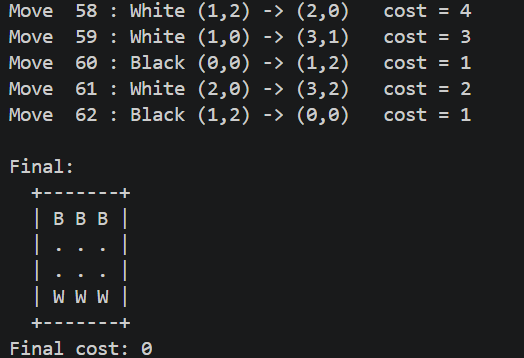 Move  58 : White (1,2) -> (2,0)   cost = 4
Move  59 : White (1,0) -> (3,1)   cost = 3
Move  60 : Black (0,0) -> (1,2)   cost = 1
Move  61 : White (2,0) -> (3,2)   cost = 2
Move  62 : Black (1,2) -> (0,0)   cost = 1
Final:
  +-------+
  | B B B |
  | . . . |
  | . . . |
  | W W W |
  +-------+
Final cost: 0